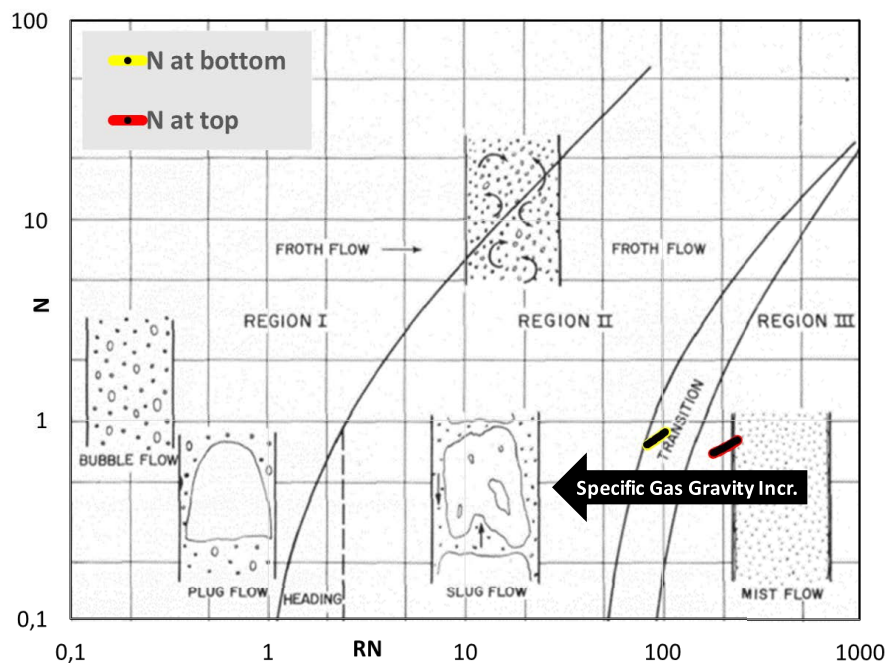 100
N at bottom
N at top
10
FROTH FLOW
FROTH FLOW
N
REGION I
REGION II
REGION III
1
TRANSITION
BUBBLE FLOW
Specific Gas Gravity Incr.
PLUG FLOW
HEADING
SLUG FLOW
MIST FLOW
0,1
0,1
1
RN
10
100
1000